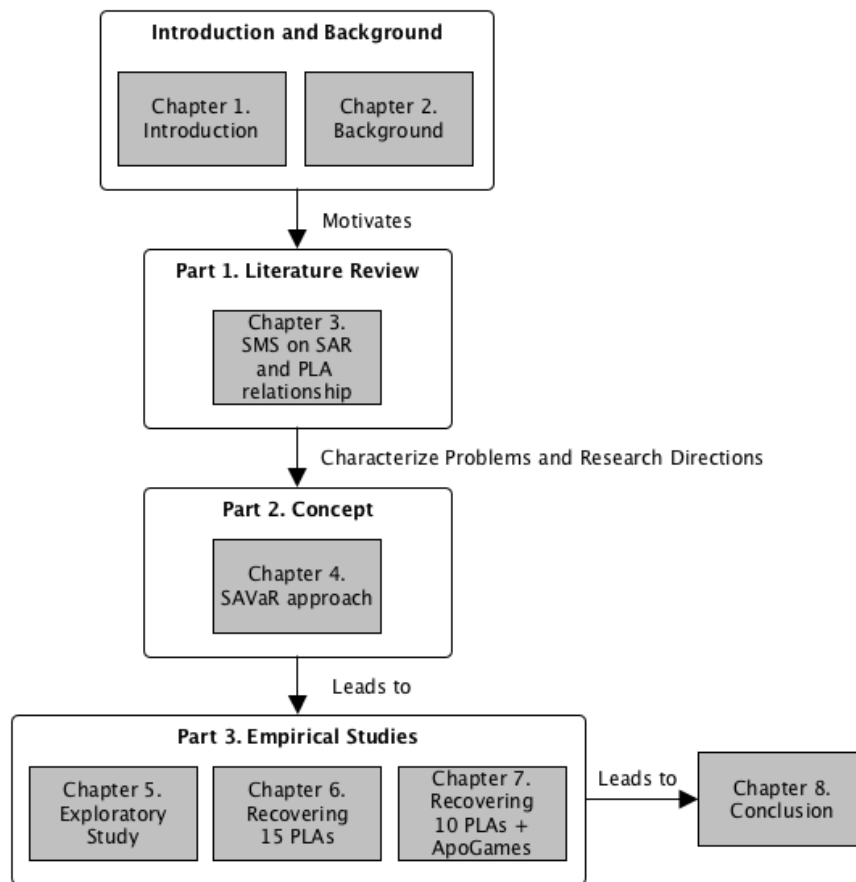 Introduction and Background
Chapter 1.
Introduction
Chapter 2.
Background
Motivates
Part 1. Literature Review
Chapter 3.
SMS on SAR
and PLA
relationship
Characterize Problems and Research Directions
Part 2. Concept
Chapter 4.
SAVaR approach
Leads to
Part 3. Empirical Studies
Chapter 5.
Exploratory
Study
Chapter 6.
Recovering
15 PLAs
Chapter 7.
Recovering
10 PLAs +
ApoGames
Leads to
Chapter 8.
Conclusion